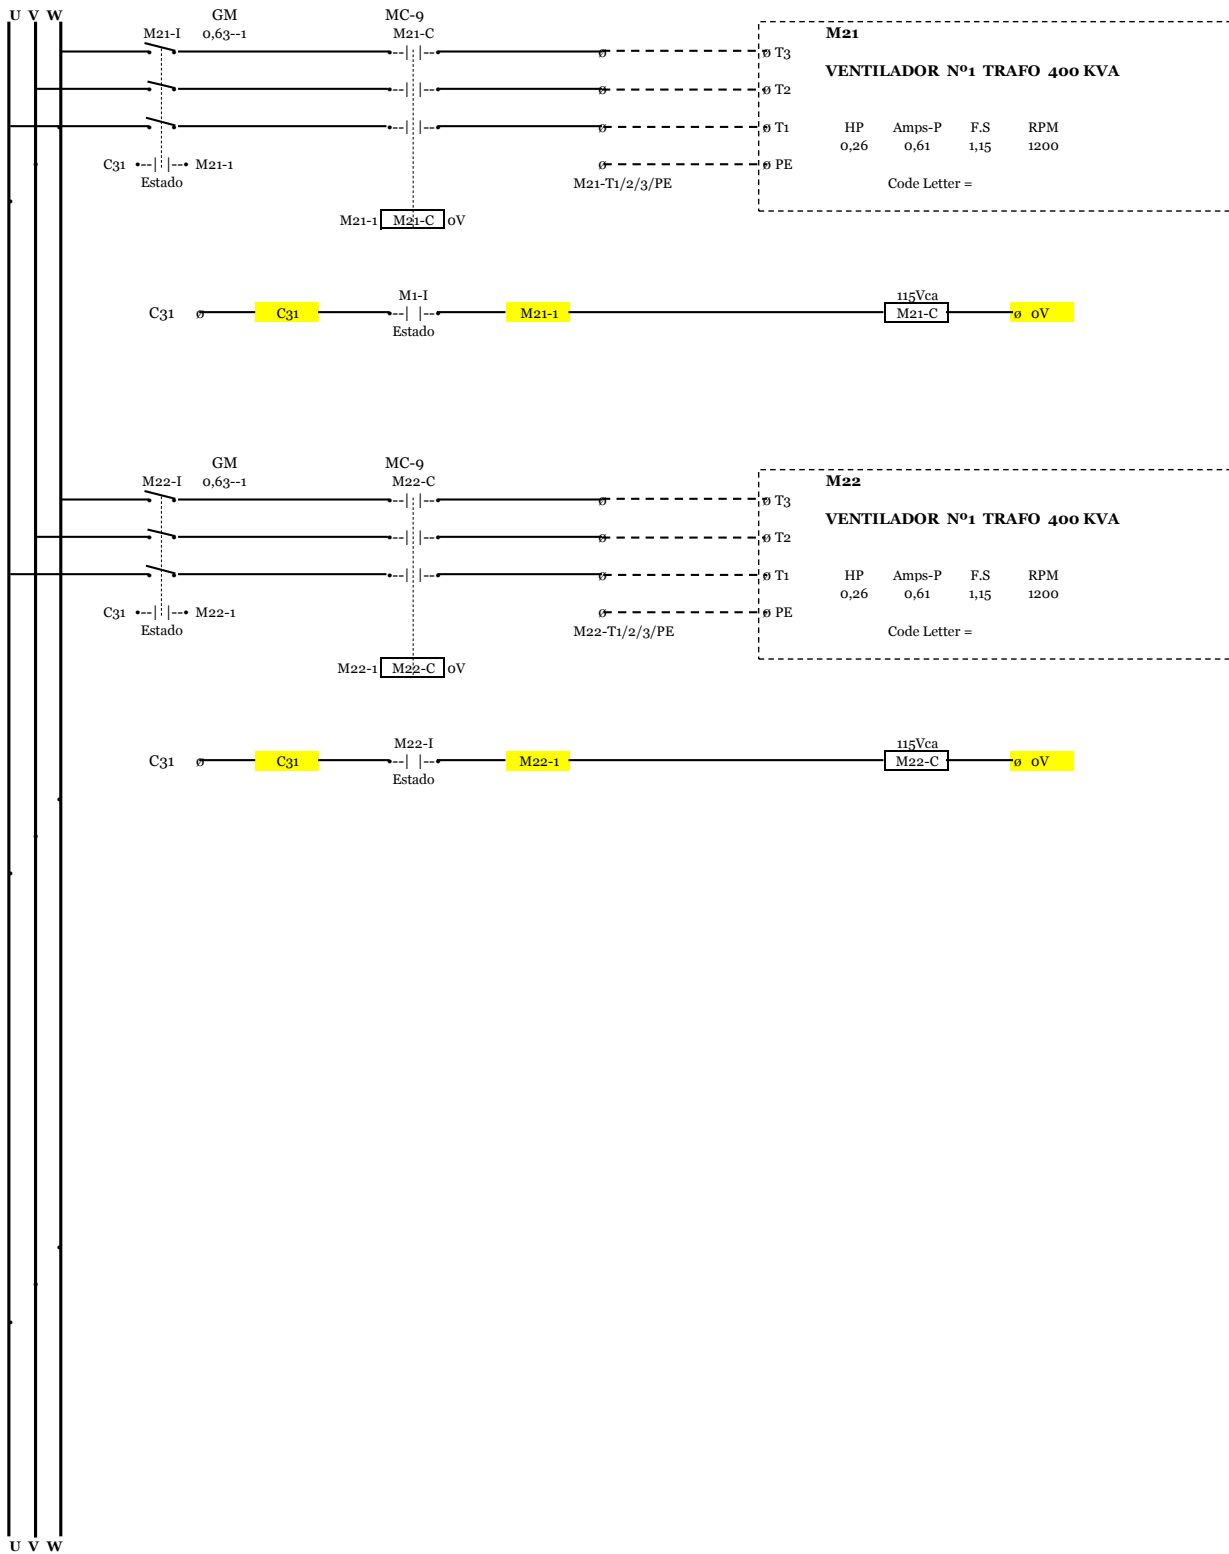 U V W
GM MC-9
M21-I 0,63--1 M21-C M21
ø ø T3
VENTILADOR Nº1 TRAFO 400 KVA
ø ø T2
ø ø T1 HP Amps-P F.S RPM
0,26 0,61 1,15 1200
C31 M21-1 ø ø PE
Estado M21-T1/2/3/PE Code Letter =
M21-1 M21-C 0V
M1-I 115Vca
C31 ø C31 M21-1 M21-C ø 0V
Estado
GM MC-9
M22-I 0,63--1 M22-C M22
ø ø T3
VENTILADOR Nº1 TRAFO 400 KVA
ø ø T2
ø ø T1 HP Amps-P F.S RPM
0,26 0,61 1,15 1200
C31 M22-1 ø ø PE
Estado M22-T1/2/3/PE Code Letter =
M22-1 M22-C 0V
M22-I 115Vca
C31 ø C31 M22-1 M22-C ø 0V
Estado
U V W